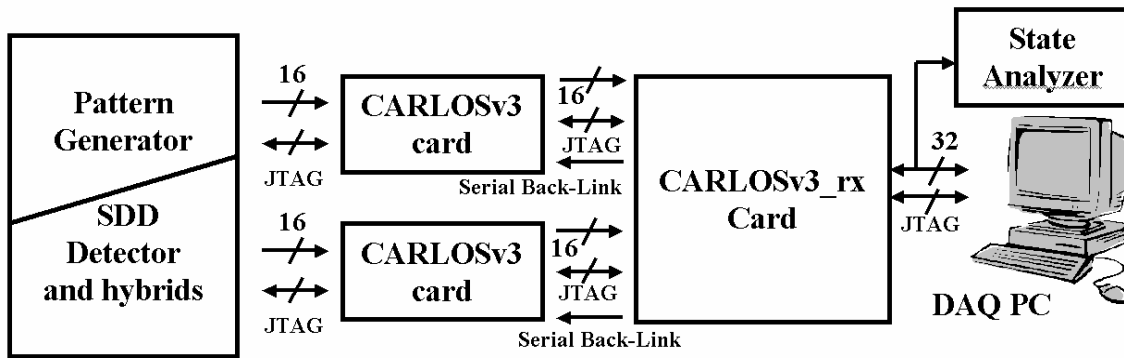 Pattern
Generator
SDD
Detector
and hybrids
16
JTAG
16
JTAG
CARLOSv3
card
CARLOSv3
card
16
JTAG
Serial Back-Link
16
JTAG
Serial Back-Link
CARLOSv3_rx
Card
State
Analyzer
32
JTAG
DAQ PC